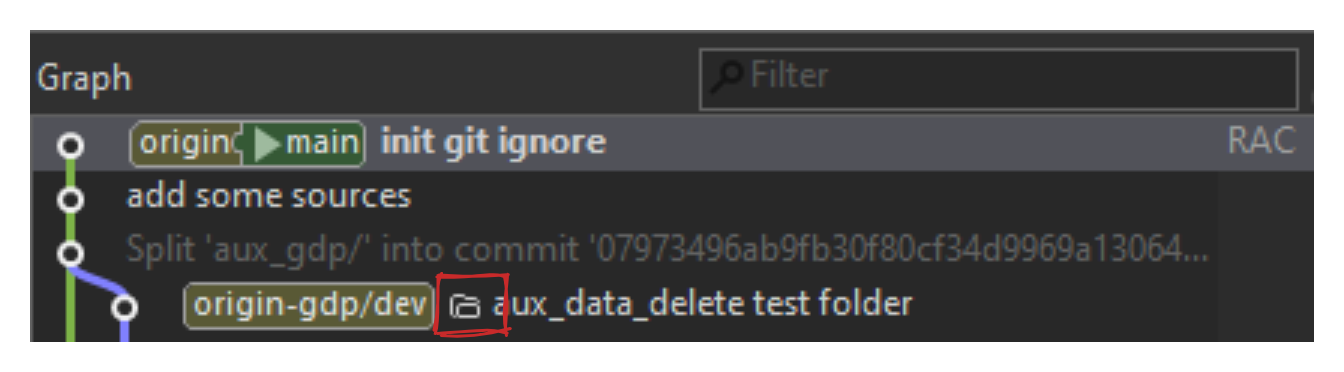 Graph
Filter
origin main init git ignore RAC
add some sources
Split 'aux_gdp/' into commit '07973496ab9fb30f80cf34d9969a13064...
origin-gdp/dev aux_data_delete test folder